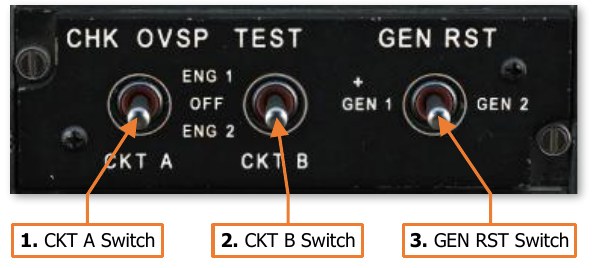 CHK OVSP TEST
GEN RST
ENG 1
OFF
ENG 2
CKT A
CKT B
+
GEN 1
GEN 2
1. CKT A Switch
2. CKT B Switch
3. GEN RST Switch